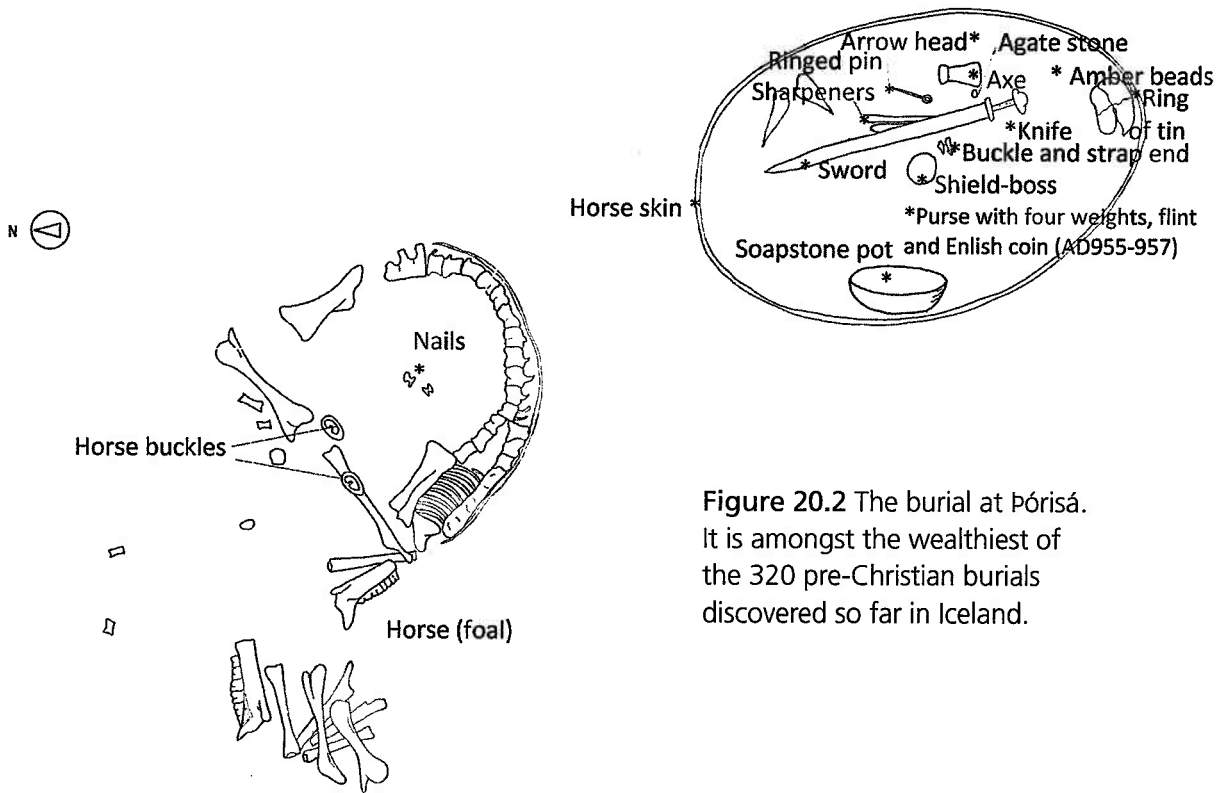 Arrow head*
Agate stone
Ringed pin
* Axe
* Amber beads
Sharpeners *
*Ring
*Knife
of tin
*Buckle and strap end
* Sword
*Shield-boss
Horse skin *
*Purse with four weights, flint
and Enlish coin (AD955-957)
Soapstone pot
*
N
Nails
*
Horse buckles
Horse (foal)
Figure 20.2 The burial at Þórisá.
It is amongst the wealthiest of
the 320 pre-Christian burials
discovered so far in Iceland.